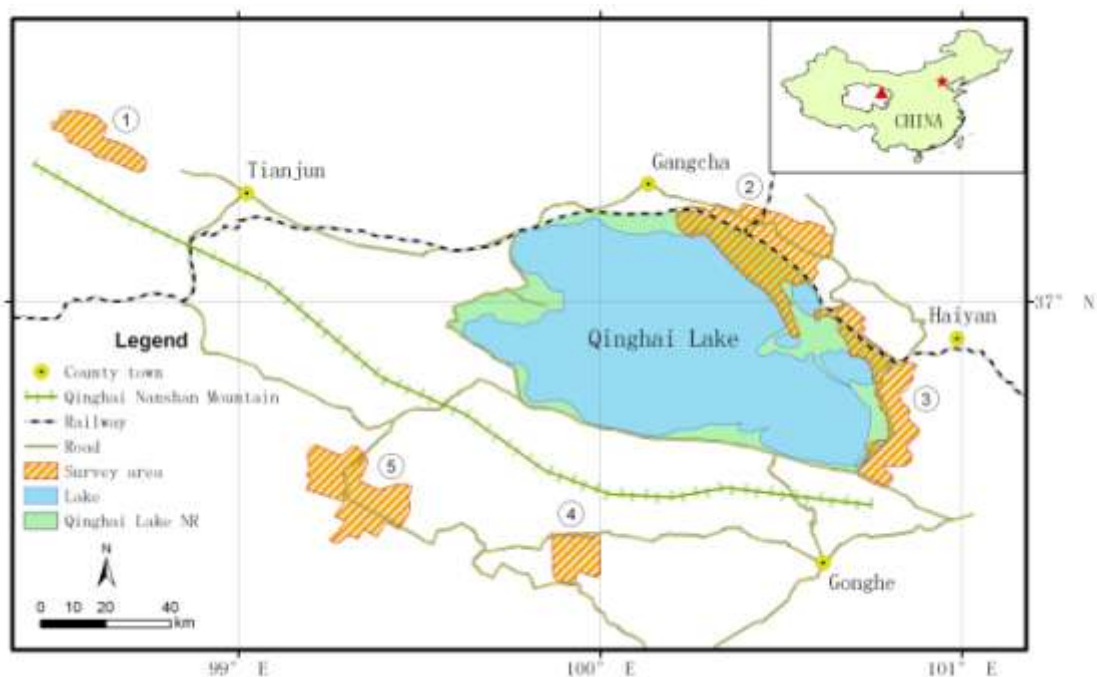 CHINA
①
Tianjun
Gangcha
②
37° N
Haiyan
Qinghai Lake
Legend
County town
Qinghai Nanshan Mountain
Railway
Road
Survey area
Lake
Qinghai Lake NR
③
⑤
④
Gonghe
N
0 10 20 40
km
99° E
100° E
101° E